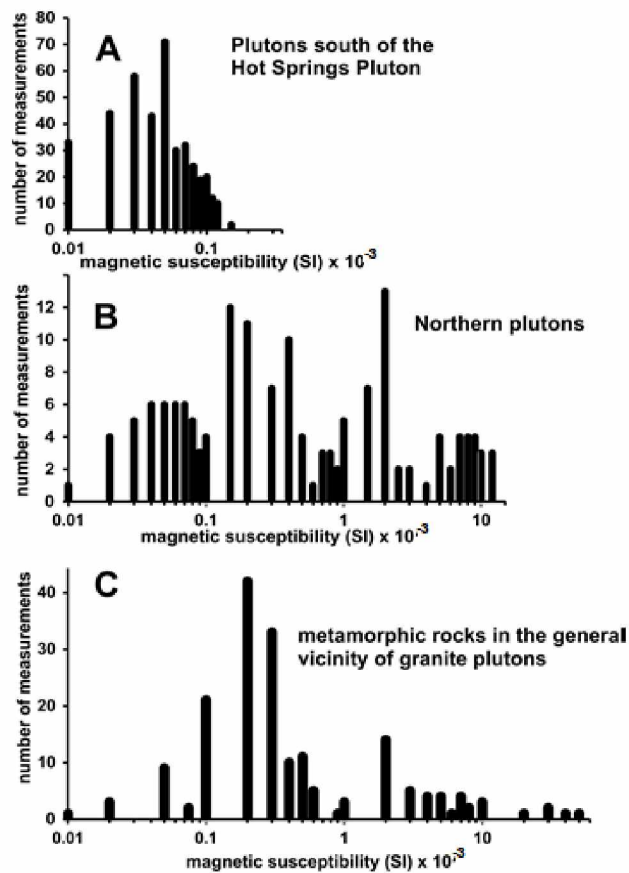 A
Plutons south of the
Hot Springs Pluton
number of measurements
80
70
60
50
40
30
20
10
0
0.01 0.1
magnetic susceptibility (SI) x 10-3
B
Northern plutons
number of measurements
12
10
8
6
4
2
0
0.01 0.1 1 10
magnetic susceptibility (SI) x 10-3
C
metamorphic rocks in the general
vicinity of granite plutons
number of measurements
40
30
20
10
0
0.01 0.1 1 10
magnetic susceptibility (SI) x 10-3